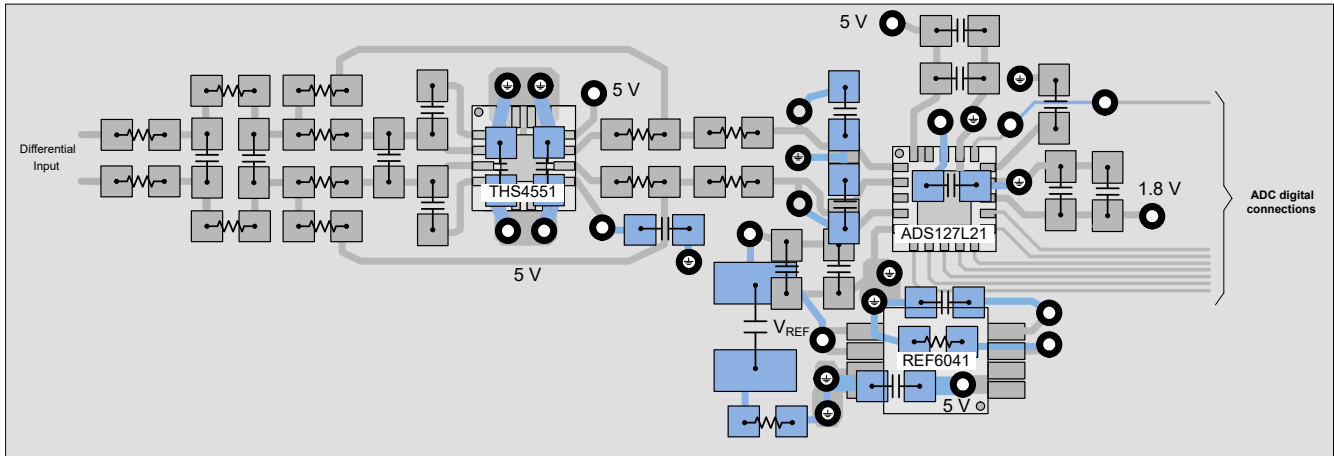 5 V
5 V
Differential
Input
THS4551
1.8 V
ADC digital
connections
ADS127L21
5 V
VREF
REF6041
5 V